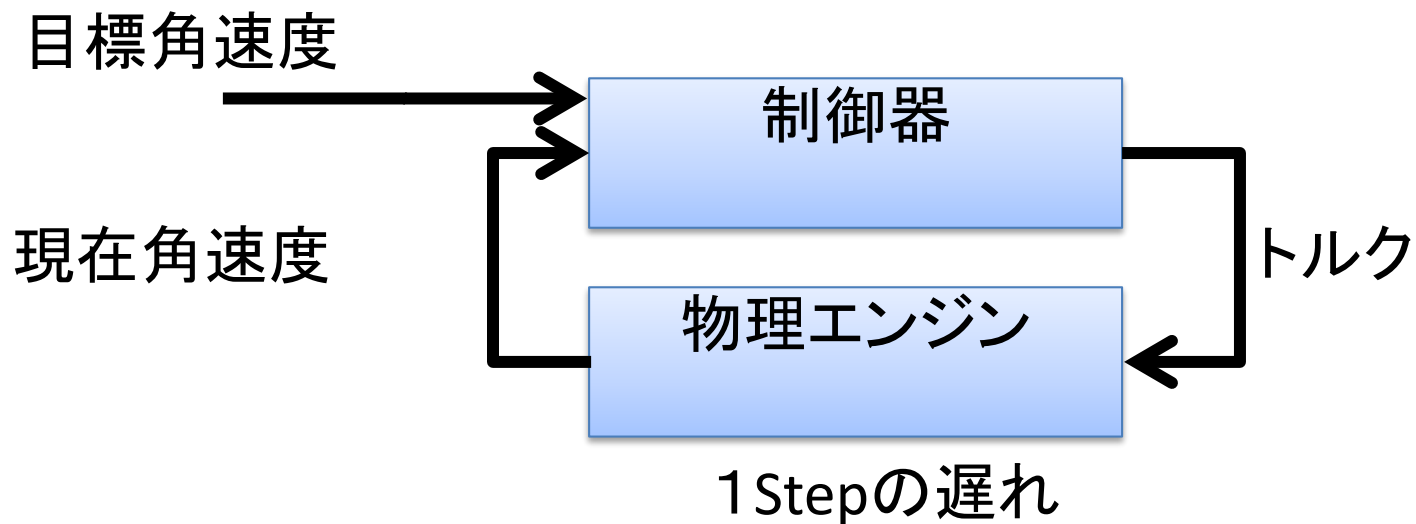 目標角速度
制御器
現在角速度
トルク
物理エンジン
１Stepの遅れ